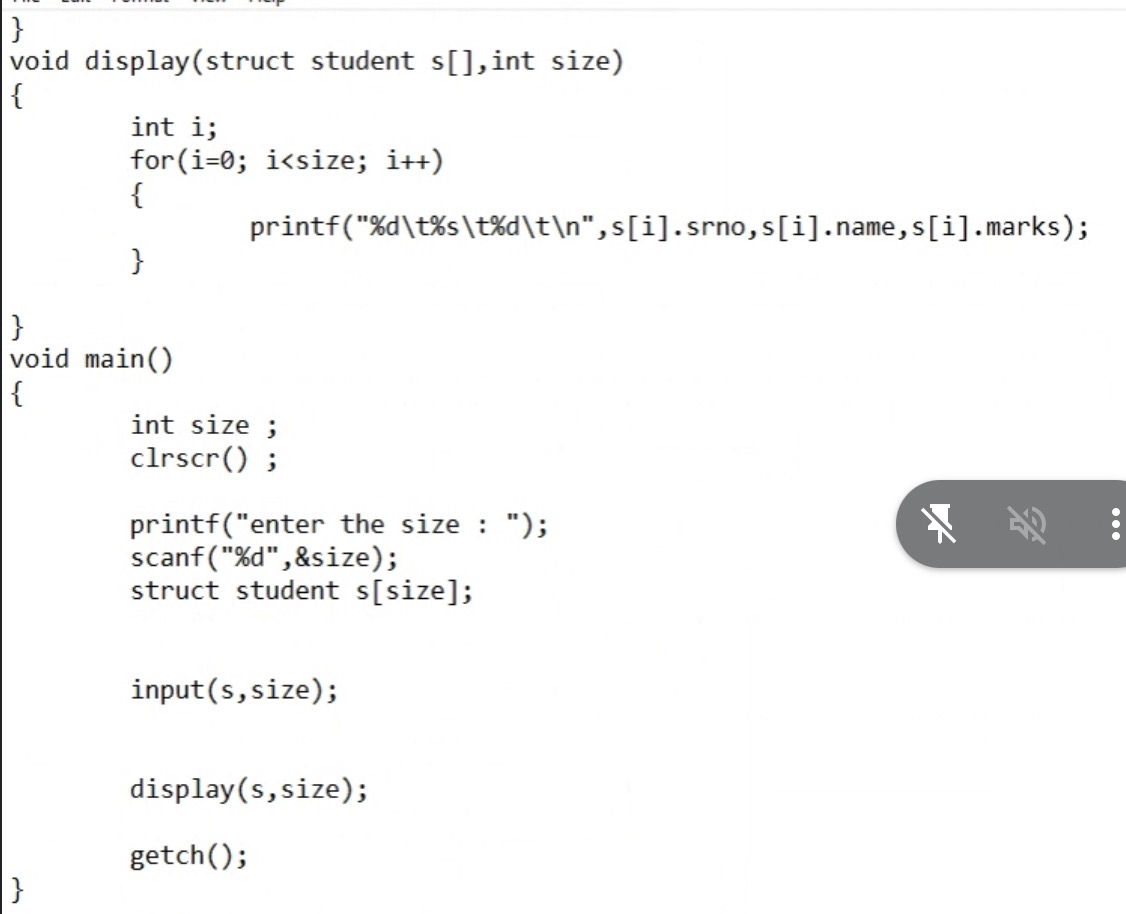 }
void display(struct student s[],int size)
{
int i;
for(i=0; i<size; i++)
{
printf("%d\t%s\t%d\t\n",s[i].srno,s[i].name,s[i].marks);
}
}
void main()
{
int size ;
clrscr() ;
printf("enter the size : ");
scanf("%d",&size);
struct student s[size];
input(s,size);
display(s,size);
getch();
}